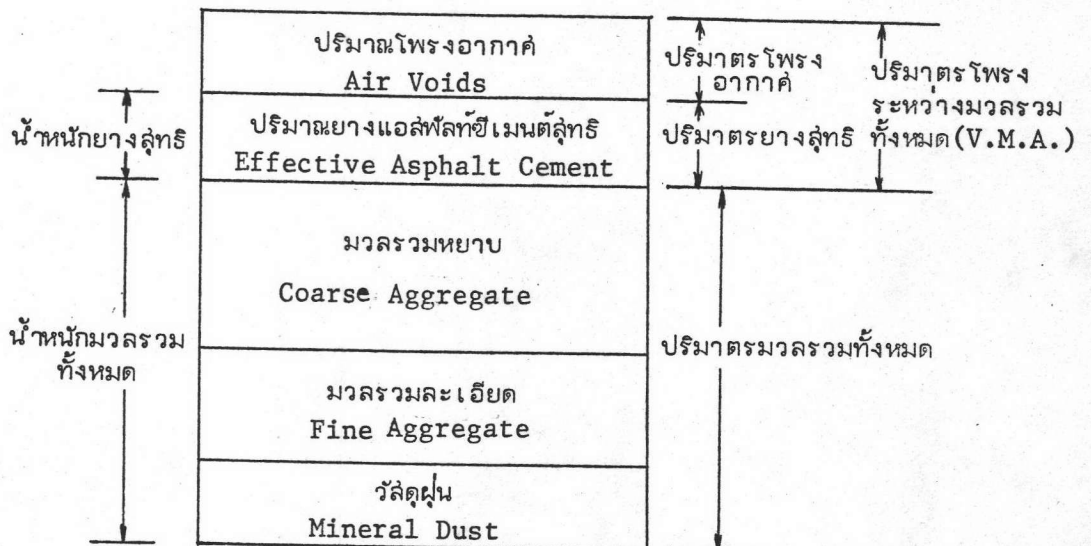 ปริมาณโพรงอากาศ
Air Voids
ปริมาตรโพรง
อากาศ
ปริมาตรโพรง
ระหว่างมวลรวม
ทั้งหมด(V.M.A.)
น้ำหนักยางสุทธิ
ปริมาณยางแอสฟัลท์ซีเมนต์สุทธิ
Effective Asphalt Cement
ปริมาตรยางสุทธิ
มวลรวมหยาบ
Coarse Aggregate
น้ำหนักมวลรวม
ทั้งหมด
ปริมาตรมวลรวมทั้งหมด
มวลรวมละเอียด
Fine Aggregate
วัสดุฝุ่น
Mineral Dust